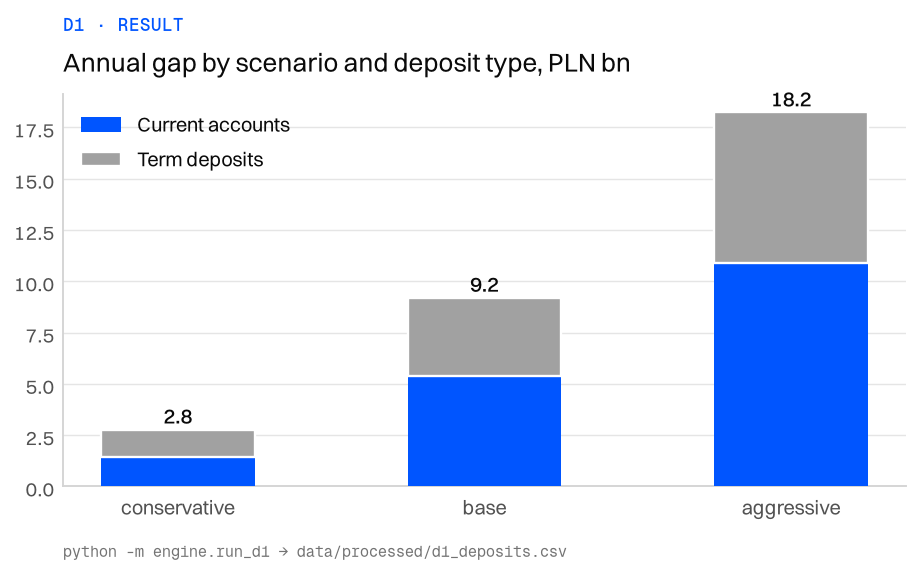 D1 · RESULT
Annual gap by scenario and deposit type, PLN bn
18.2
Current accounts
17.5
Term deposits
15.0
12.5
10.0
9.2
7.5
5.0
2.8
2.5
0.0
conservative base aggressive
python -m engine.run_d1 → data/processed/d1_deposits.csv